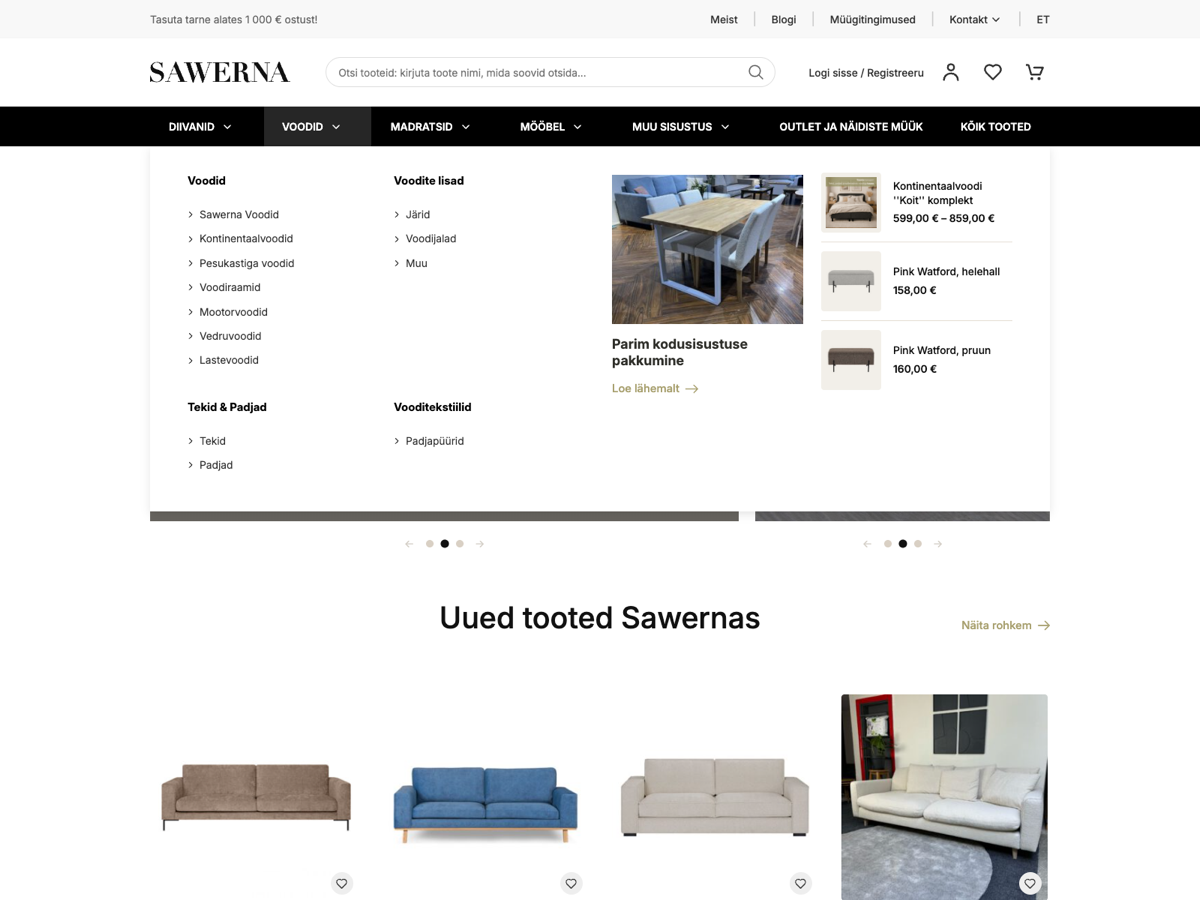 Tasuta tarne alates 1 000 € ostust!
Meist
Blogi
Müügitingimused
Kontakt
ET
SAWERNA
Otsi tooteid: kirjuta toote nimi, mida soovid otsida...
Logi sisse / Registreeru
DIIVANID
VOODID
MADRATSID
MÖÖBEL
MUU SISUSTUS
OUTLET JA NÄIDISTE MÜÜK
KÕIK TOOTED
Voodid
Sawerna Voodid
Kontinentaalvoodid
Pesukastiga voodid
Voodiraamid
Mootorvoodid
Vedruvoodid
Lastevoodid
Voodite lisad
Järid
Voodijalad
Muu
Tekid & Padjad
Tekid
Padjad
Vooditekstiilid
Padjapüürid
Parim kodusisustuse
pakkumine
Loe lähemalt
Kontinentaalvoodi
''Koit'' komplekt
599,00 € – 859,00 €
Pink Watford, helehall
158,00 €
Pink Watford, pruun
160,00 €
Uued tooted Sawernas
Näita rohkem